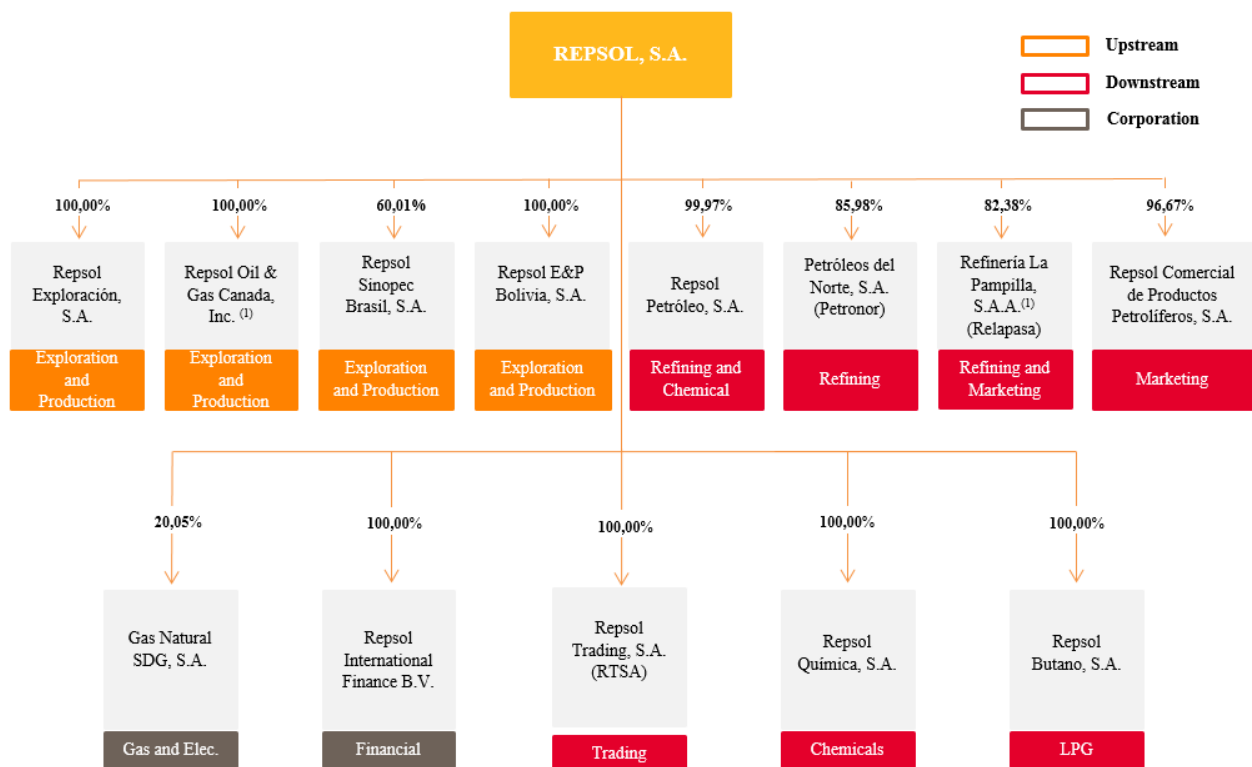 REPSOL, S.A.
Upstream
Downstream
Corporation
100,00%
100,00%
60,01%
100,00%
99,97%
85,98%
82,38%
96,67%
Repsol
Exploración,
S.A.
Exploration
and
Production
Repsol Oil &
Gas Canada,
Inc. (1)
Exploration
and
Production
Repsol
Sinopec
Brasil, S.A.
Exploration
and Production
Repsol E&P
Bolivia, S.A.
Exploration
and Production
Repsol
Petróleo, S.A.
Refining and
Chemical
Petróleos del
Norte, S.A.
(Petronor)
Refining
Refinería La
Pampilla,
S.A.A.(1)
(Relapasa)
Refining and
Marketing
Repsol Comercial
de Productos
Petrolíferos, S.A.
Marketing
20,05%
100,00%
100,00%
100,00%
100,00%
Gas Natural
SDG, S.A.
Gas and Elec.
Repsol
International
Finance B.V.
Financial
Repsol
Trading, S.A.
(RTSA)
Trading
Repsol
Química, S.A.
Chemicals
Repsol
Butano, S.A.
LPG